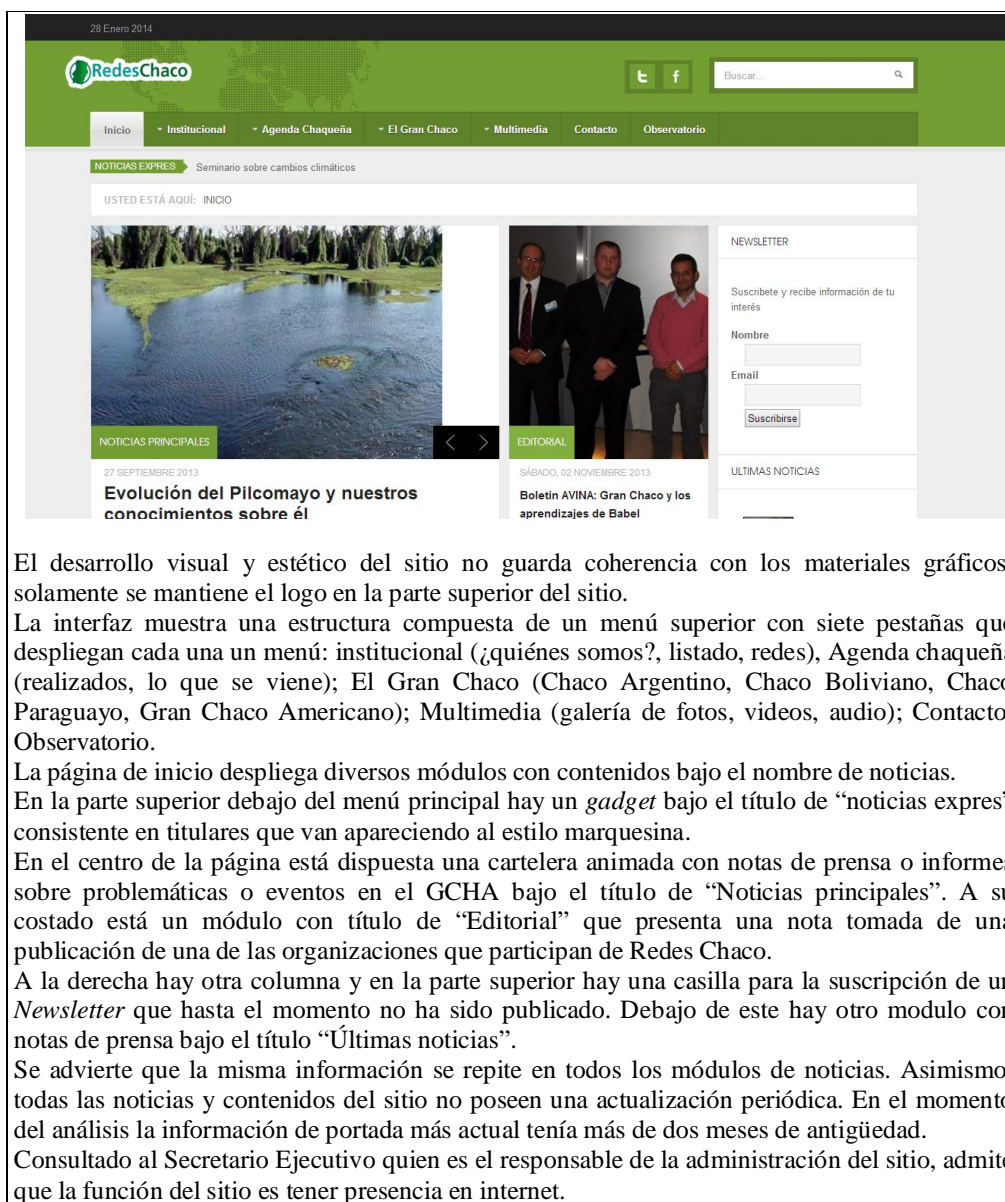 28 Enero 2014
RedesChaco
Buscar...
Inicio Institucional Agenda Chaqueña El Gran Chaco Multimedia Contacto Observatorio
NOTICIAS EXPRES Seminario sobre cambios climáticos
USTED ESTÁ AQUÍ: INICIO
NEWSLETTER
Suscribete y recibe información de tu
interés
Nombre
Email
Suscribirse
NOTICIAS PRINCIPALES
EDITORIAL
27 SEPTIEMBRE 2013
Evolución del Pilcomayo y nuestros
conocimientos sobre él
SÁBADO, 02 NOVIEMBRE 2013
Boletin AVINA: Gran Chaco y los
aprendizajes de Babel
ULTIMAS NOTICIAS
El desarrollo visual y estético del sitio no guarda coherencia con los materiales gráficos
solamente se mantiene el logo en la parte superior del sitio.
La interfaz muestra una estructura compuesta de un menú superior con siete pestañas que
despliegan cada una un menú: institucional (¿quiénes somos?, listado, redes), Agenda chaqueña
(realizados, lo que se viene); El Gran Chaco (Chaco Argentino, Chaco Boliviano, Chaco
Paraguayo, Gran Chaco Americano); Multimedia (galería de fotos, videos, audio); Contacto
Observatorio.
La página de inicio despliega diversos módulos con contenidos bajo el nombre de noticias.
En la parte superior debajo del menú principal hay un gadget bajo el título de “noticias expres”
consistente en titulares que van apareciendo al estilo marquesina.
En el centro de la página está dispuesta una cartelera animada con notas de prensa o informes
sobre problemáticas o eventos en el GCHA bajo el título de “Noticias principales”. A su
costado está un módulo con título de “Editorial” que presenta una nota tomada de una
publicación de una de las organizaciones que participan de Redes Chaco.
A la derecha hay otra columna y en la parte superior hay una casilla para la suscripción de un
Newsletter que hasta el momento no ha sido publicado. Debajo de este hay otro modulo con
notas de prensa bajo el título “Últimas noticias”.
Se advierte que la misma información se repite en todos los módulos de noticias. Asimismo
todas las noticias y contenidos del sitio no poseen una actualización periódica. En el momento
del análisis la información de portada más actual tenía más de dos meses de antigüedad.
Consultado al Secretario Ejecutivo quien es el responsable de la administración del sitio, admite
que la función del sitio es tener presencia en internet.